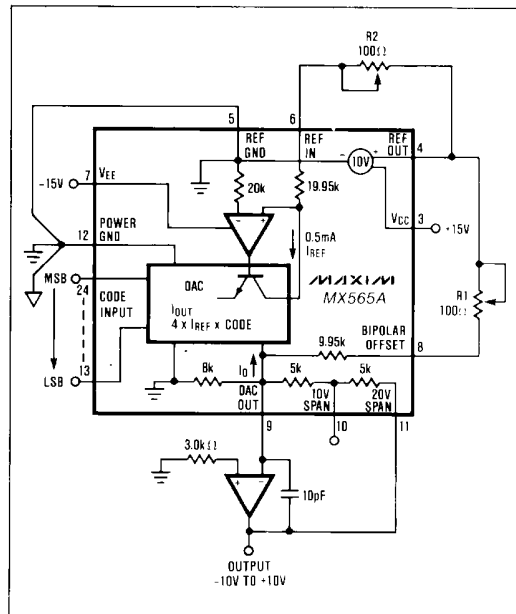 R2
100Ω
5
6
REF
GND
REF
IN
REF
OUT
4
7
VEE
-15V
20k
19.95k
- 10V +
VCC
3
+15V
12
POWER
GND
0.5mA
IREF
MAXIM
MX565A
MSB
24
CODE
INPUT
DAC
IOUT
4 × IREF × CODE
R1
100Ω
9.95k
BIPOLAR
OFFSET
8
13
LSB
8k
IO
DAC
OUT
5k
10V
SPAN
5k
20V
SPAN
9
10
11
3.0kΩ
+ -
10pF
OUTPUT
-10V TO +10V